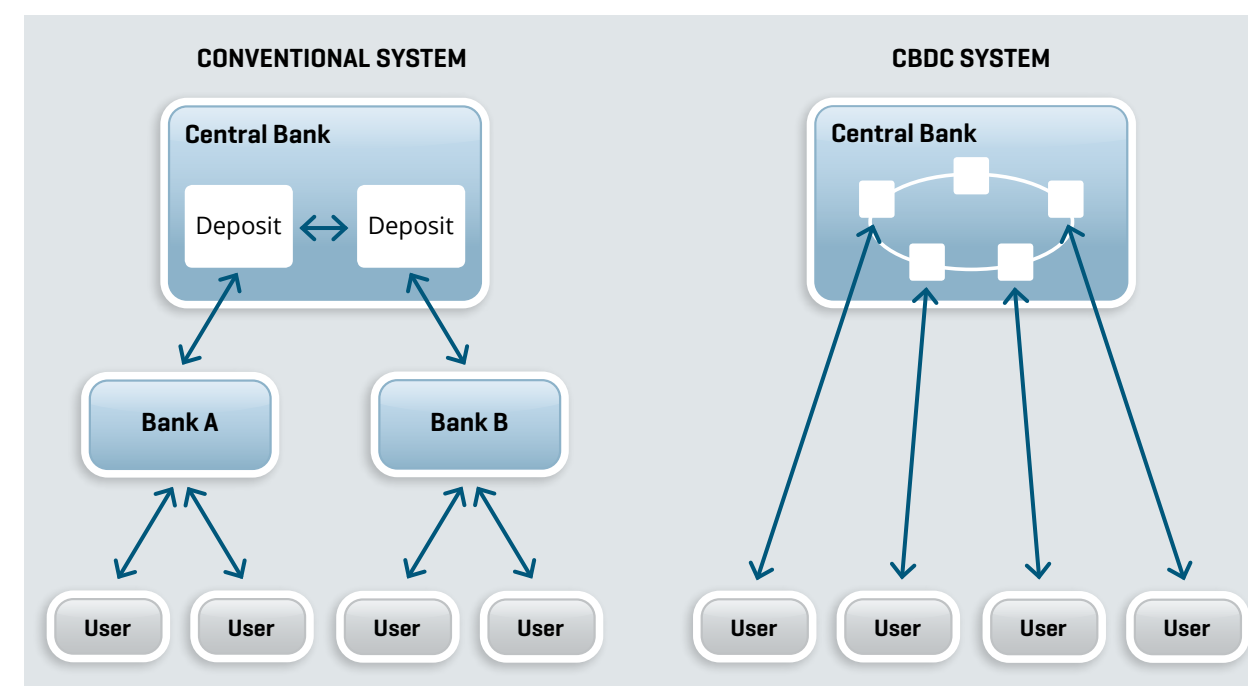 CONVENTIONAL SYSTEM
Central Bank
Deposit
Deposit
Bank A
Bank B
User
User
User
User
CBDC SYSTEM
Central Bank
User
User
User
User